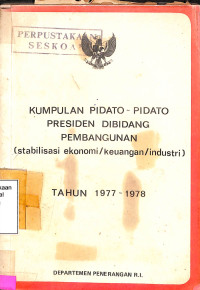 PERPUSTAKAAN
SESKOA
KUMPULAN PIDATO - PIDATO
PRESIDEN DIBIDANG
PEMBANGUNAN
(stabilisasi ekonomi/keuangan/industri)
TAHUN 1977 - 1978
DEPARTEMEN PENERANGAN R.I.